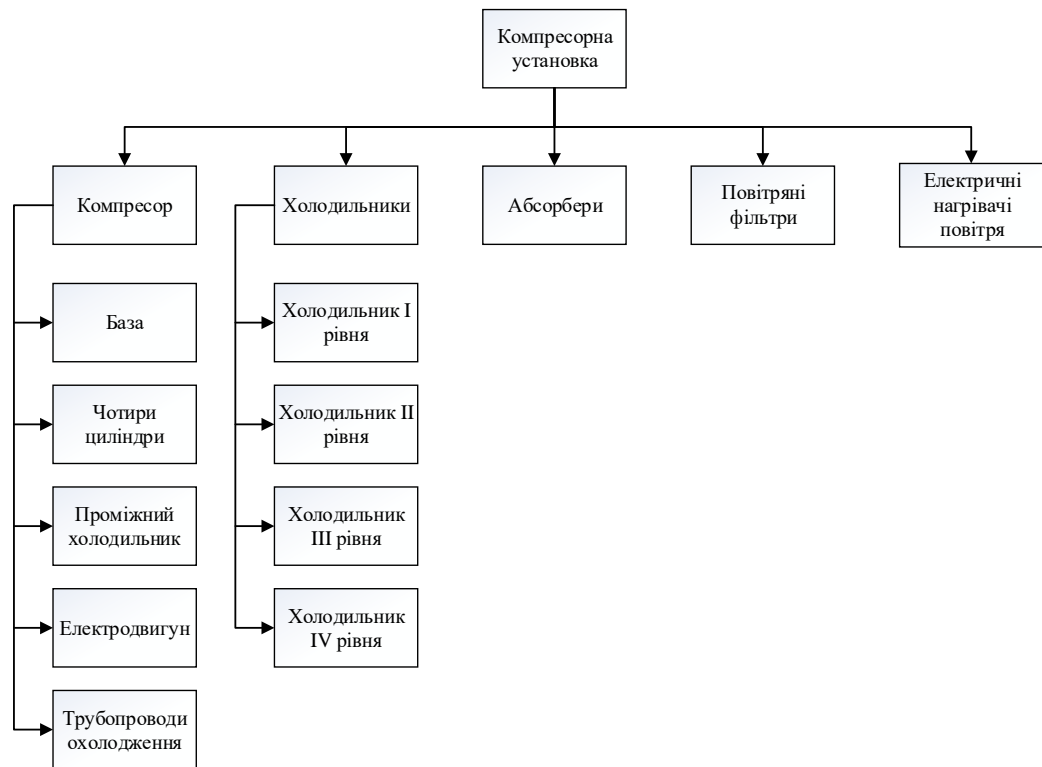 Компресорна
установка
Компресор
Холодильники
Абсорбери
Повітряні
фільтри
Електричні
нагрівачі
повітря
База
Холодильник I
рівня
Чотири
циліндри
Холодильник II
рівня
Проміжний
холодильник
Холодильник
III рівня
Електродвигун
Холодильник
IV рівня
Трубопроводи
охолодження